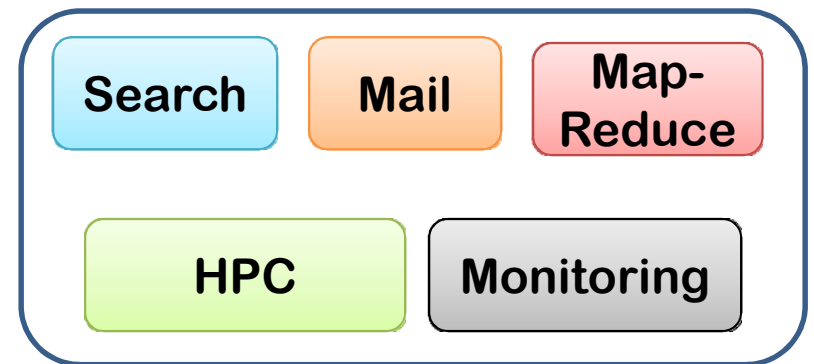 Search
Mail
Map-
Reduce
HPC
Monitoring